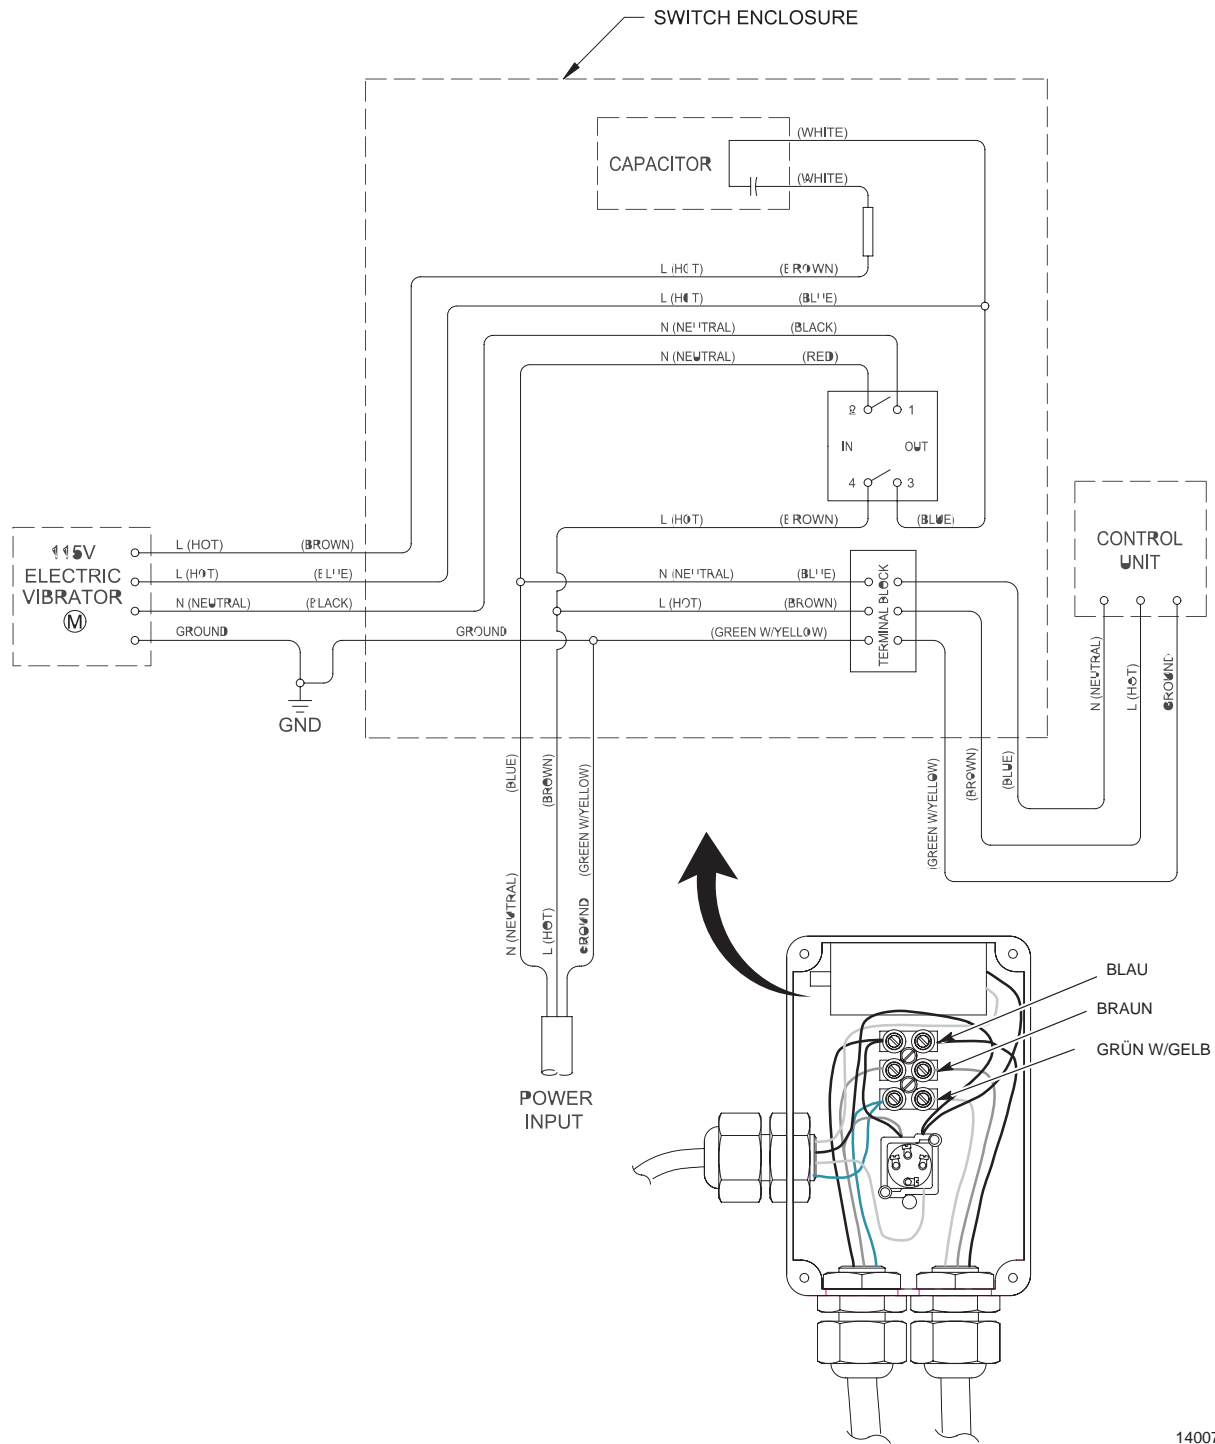 SWITCH ENCLOSURE
(WHITE)
CAPACITOR
(WHITE)
L (HOT) (BROWN)
L (HOT) (BLUE)
N (NEUTRAL) (BLACK)
N (NEUTRAL) (RED)
2 1
IN OUT
4 3
L (HOT) (BROWN) (BLUE)
CONTROL
UNIT
115V
ELECTRIC
VIBRATOR
M
L (HOT) (BROWN)
L (HOT) (BLUE)
N (NEUTRAL) (BLACK)
GROUND
GROUND
N (NEUTRAL) (BLUE)
L (HOT) (BROWN)
(GREEN W/YELLOW)
TERMINAL BLOCK
N (NEUTRAL)
L (HOT)
GROUND
GND
(BLUE)
(BROWN)
(GREEN W/YELLOW)
(GREEN W/YELLOW)
(BROWN)
(BLUE)
N (NEUTRAL)
L (HOT)
GROUND
POWER
INPUT
BLAU
BRAUN
GRÜN W/GELB
14007